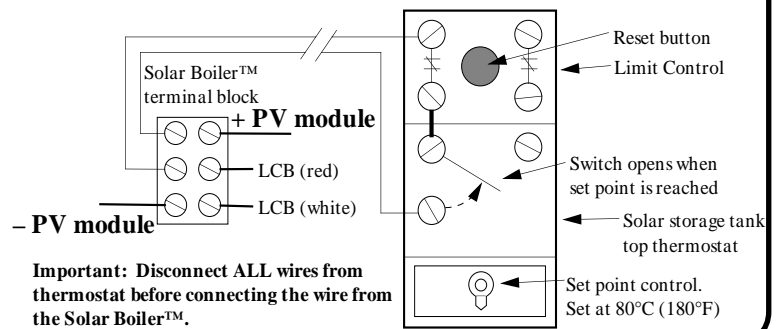 Reset button
Limit Control
Solar Boiler™
terminal block
+ PV module
LCB (red)
LCB (white)
– PV module
Switch opens when
set point is reached
Solar storage tank
top thermostat
Important: Disconnect ALL wires from
thermostat before connecting the wire from
the Solar Boiler™.
Set point control.
Set at 80°C (180°F)